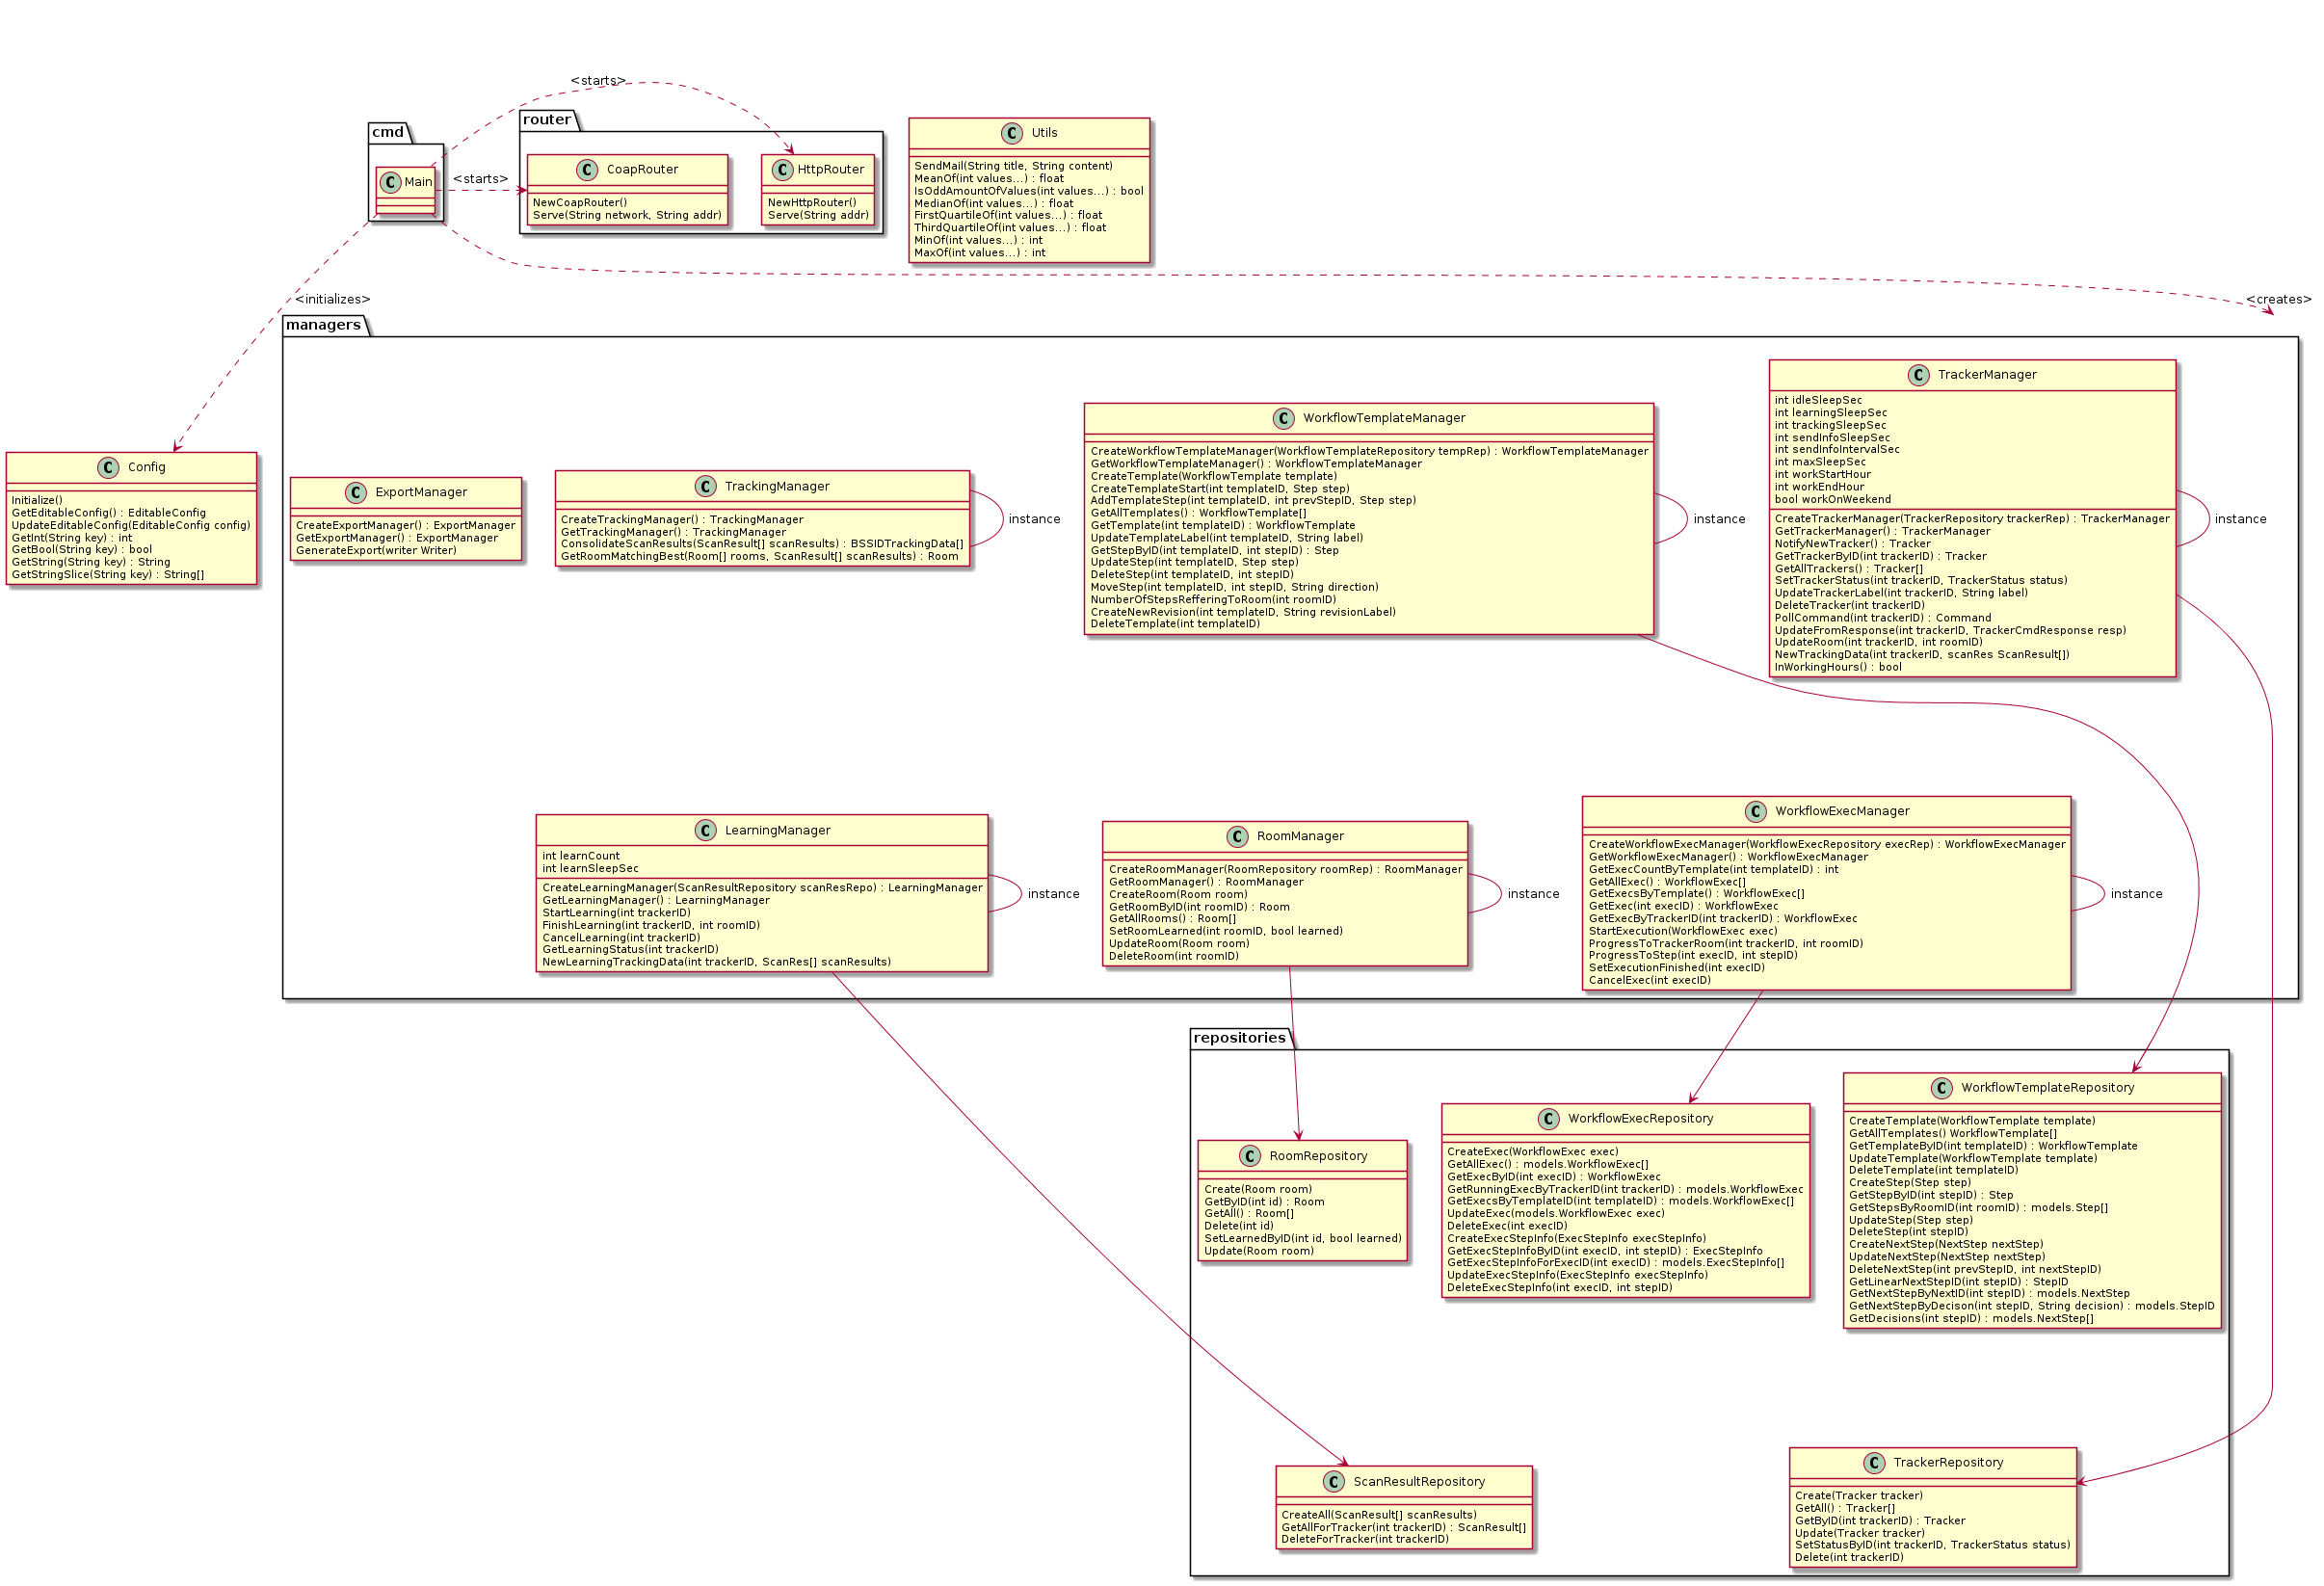 <starts>
cmd
Main
<starts>
router
CoapRouter
NewCoapRouter()
Serve(String network, String addr)
HttpRouter
NewHttpRouter()
Serve(String addr)
Utils
SendMail(String title, String content)
MeanOf(int values...) : float
IsOddAmountOfValues(int values...) : bool
MedianOf(int values...) : float
FirstQuartileOf(int values...) : float
ThirdQuartileOf(int values...) : float
MinOf(int values...) : int
MaxOf(int values...) : int
<initializes>
<creates>
Config
Initialize()
GetEditableConfig() : EditableConfig
UpdateEditableConfig(EditableConfig config)
GetInt(String key) : int
GetBool(String key) : bool
GetString(String key) : String
GetStringSlice(String key) : String[]
managers
ExportManager
CreateExportManager() : ExportManager
GetExportManager() : ExportManager
GenerateExport(writer Writer)
TrackingManager
CreateTrackingManager() : TrackingManager
GetTrackingManager() : TrackingManager
ConsolidateScanResults(ScanResult[] scanResults) : BSSIDTrackingData[]
GetRoomMatchingBest(Room[] rooms, ScanResult[] scanResults) : Room
instance
WorkflowTemplateManager
CreateWorkflowTemplateManager(WorkflowTemplateRepository tempRep) : WorkflowTemplateManager
GetWorkflowTemplateManager() : WorkflowTemplateManager
CreateTemplate(WorkflowTemplate template)
CreateTemplateStart(int templateID, Step step)
AddTemplateStep(int templateID, int prevStepID, Step step)
GetAllTemplates() : WorkflowTemplate[]
GetTemplate(int templateID) : WorkflowTemplate
UpdateTemplateLabel(int templateID, String label)
GetStepByID(int templateID, int stepID) : Step
UpdateStep(int templateID, Step step)
DeleteStep(int templateID, int stepID)
MoveStep(int templateID, int stepID, String direction)
NumberOfStepsRefferingToRoom(int roomID)
CreateNewRevision(int templateID, String revisionLabel)
DeleteTemplate(int templateID)
instance
TrackerManager
int idleSleepSec
int learningSleepSec
int trackingSleepSec
int sendInfoSleepSec
int sendInfoIntervalSec
int maxSleepSec
int workStartHour
int workEndHour
bool workOnWeekend
CreateTrackerManager(TrackerRepository trackerRep) : TrackerManager
GetTrackerManager() : TrackerManager
NotifyNewTracker() : Tracker
GetTrackerByID(int trackerID) : Tracker
GetAllTrackers() : Tracker[]
SetTrackerStatus(int trackerID, TrackerStatus status)
UpdateTrackerLabel(int trackerID, String label)
DeleteTracker(int trackerID)
PollCommand(int trackerID) : Command
UpdateFromResponse(int trackerID, TrackerCmdResponse resp)
UpdateRoom(int trackerID, int roomID)
NewTrackingData(int trackerID, scanRes ScanResult[])
InWorkingHours() : bool
instance
LearningManager
int learnCount
int learnSleepSec
CreateLearningManager(ScanResultRepository scanResRepo) : LearningManager
GetLearningManager() : LearningManager
StartLearning(int trackerID)
FinishLearning(int trackerID, int roomID)
CancelLearning(int trackerID)
GetLearningStatus(int trackerID)
NewLearningTrackingData(int trackerID, ScanRes[] scanResults)
instance
RoomManager
CreateRoomManager(RoomRepository roomRep) : RoomManager
GetRoomManager() : RoomManager
CreateRoom(Room room)
GetRoomByID(int roomID) : Room
GetAllRooms() : Room[]
SetRoomLearned(int roomID, bool learned)
UpdateRoom(Room room)
DeleteRoom(int roomID)
instance
WorkflowExecManager
CreateWorkflowExecManager(WorkflowExecRepository execRep) : WorkflowExecManager
GetWorkflowExecManager() : WorkflowExecManager
GetExecCountByTemplate(int templateID) : int
GetAllExec() : WorkflowExec[]
GetExecsByTemplate() : WorkflowExec[]
GetExec(int execID) : WorkflowExec
GetExecByTrackerID(int trackerID) : WorkflowExec
StartExecution(WorkflowExec exec)
ProgressToTrackerRoom(int trackerID, int roomID)
ProgressToStep(int execID, int stepID)
SetExecutionFinished(int execID)
CancelExec(int execID)
instance
repositories
RoomRepository
Create(Room room)
GetByID(int id) : Room
GetAll() : Room[]
Delete(int id)
SetLearnedByID(int id, bool learned)
Update(Room room)
WorkflowExecRepository
CreateExec(WorkflowExec exec)
GetAllExec() : models.WorkflowExec[]
GetExecByID(int execID) : WorkflowExec
GetRunningExecByTrackerID(int trackerID) : models.WorkflowExec
GetExecsByTemplateID(int templateID) : models.WorkflowExec[]
UpdateExec(models.WorkflowExec exec)
DeleteExec(int execID)
CreateExecStepInfo(ExecStepInfo execStepInfo)
GetExecStepInfoByID(int execID, int stepID) : ExecStepInfo
GetExecStepInfoForExecID(int execID) : models.ExecStepInfo[]
UpdateExecStepInfo(ExecStepInfo execStepInfo)
DeleteExecStepInfo(int execID, int stepID)
WorkflowTemplateRepository
CreateTemplate(WorkflowTemplate template)
GetAllTemplates() WorkflowTemplate[]
GetTemplateByID(int templateID) : WorkflowTemplate
UpdateTemplate(WorkflowTemplate template)
DeleteTemplate(int templateID)
CreateStep(Step step)
GetStepByID(int stepID) : Step
GetStepsByRoomID(int roomID) : models.Step[]
UpdateStep(Step step)
DeleteStep(int stepID)
CreateNextStep(NextStep nextStep)
UpdateNextStep(NextStep nextStep)
DeleteNextStep(int prevStepID, int nextStepID)
GetLinearNextStepID(int stepID) : StepID
GetNextStepByNextID(int stepID) : models.NextStep
GetNextStepByDecison(int stepID, String decision) : models.StepID
GetDecisions(int stepID) : models.NextStep[]
ScanResultRepository
CreateAll(ScanResult[] scanResults)
GetAllForTracker(int trackerID) : ScanResult[]
DeleteForTracker(int trackerID)
TrackerRepository
Create(Tracker tracker)
GetAll() : Tracker[]
GetByID(int trackerID) : Tracker
Update(Tracker tracker)
SetStatusByID(int trackerID, TrackerStatus status)
Delete(int trackerID)